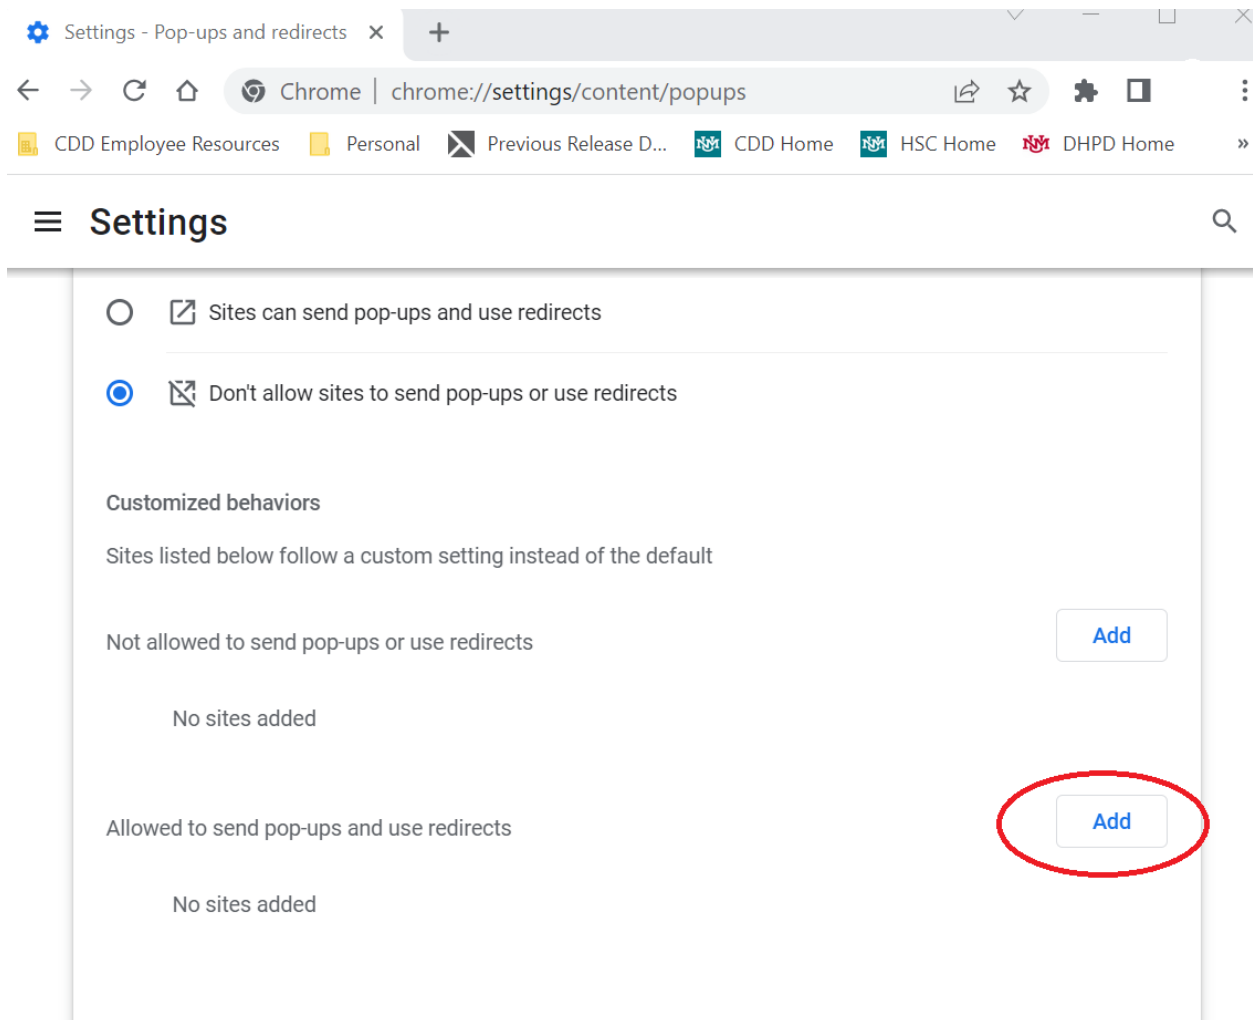 Settings - Pop-ups and redirects
Chrome | chrome://settings/content/popups
CDD Employee Resources Personal Previous Release D... CDD Home HSC Home DHPD Home »
Settings
Sites can send pop-ups and use redirects
Don't allow sites to send pop-ups or use redirects
Customized behaviors
Sites listed below follow a custom setting instead of the default
Not allowed to send pop-ups or use redirects Add
No sites added
Allowed to send pop-ups and use redirects Add
No sites added